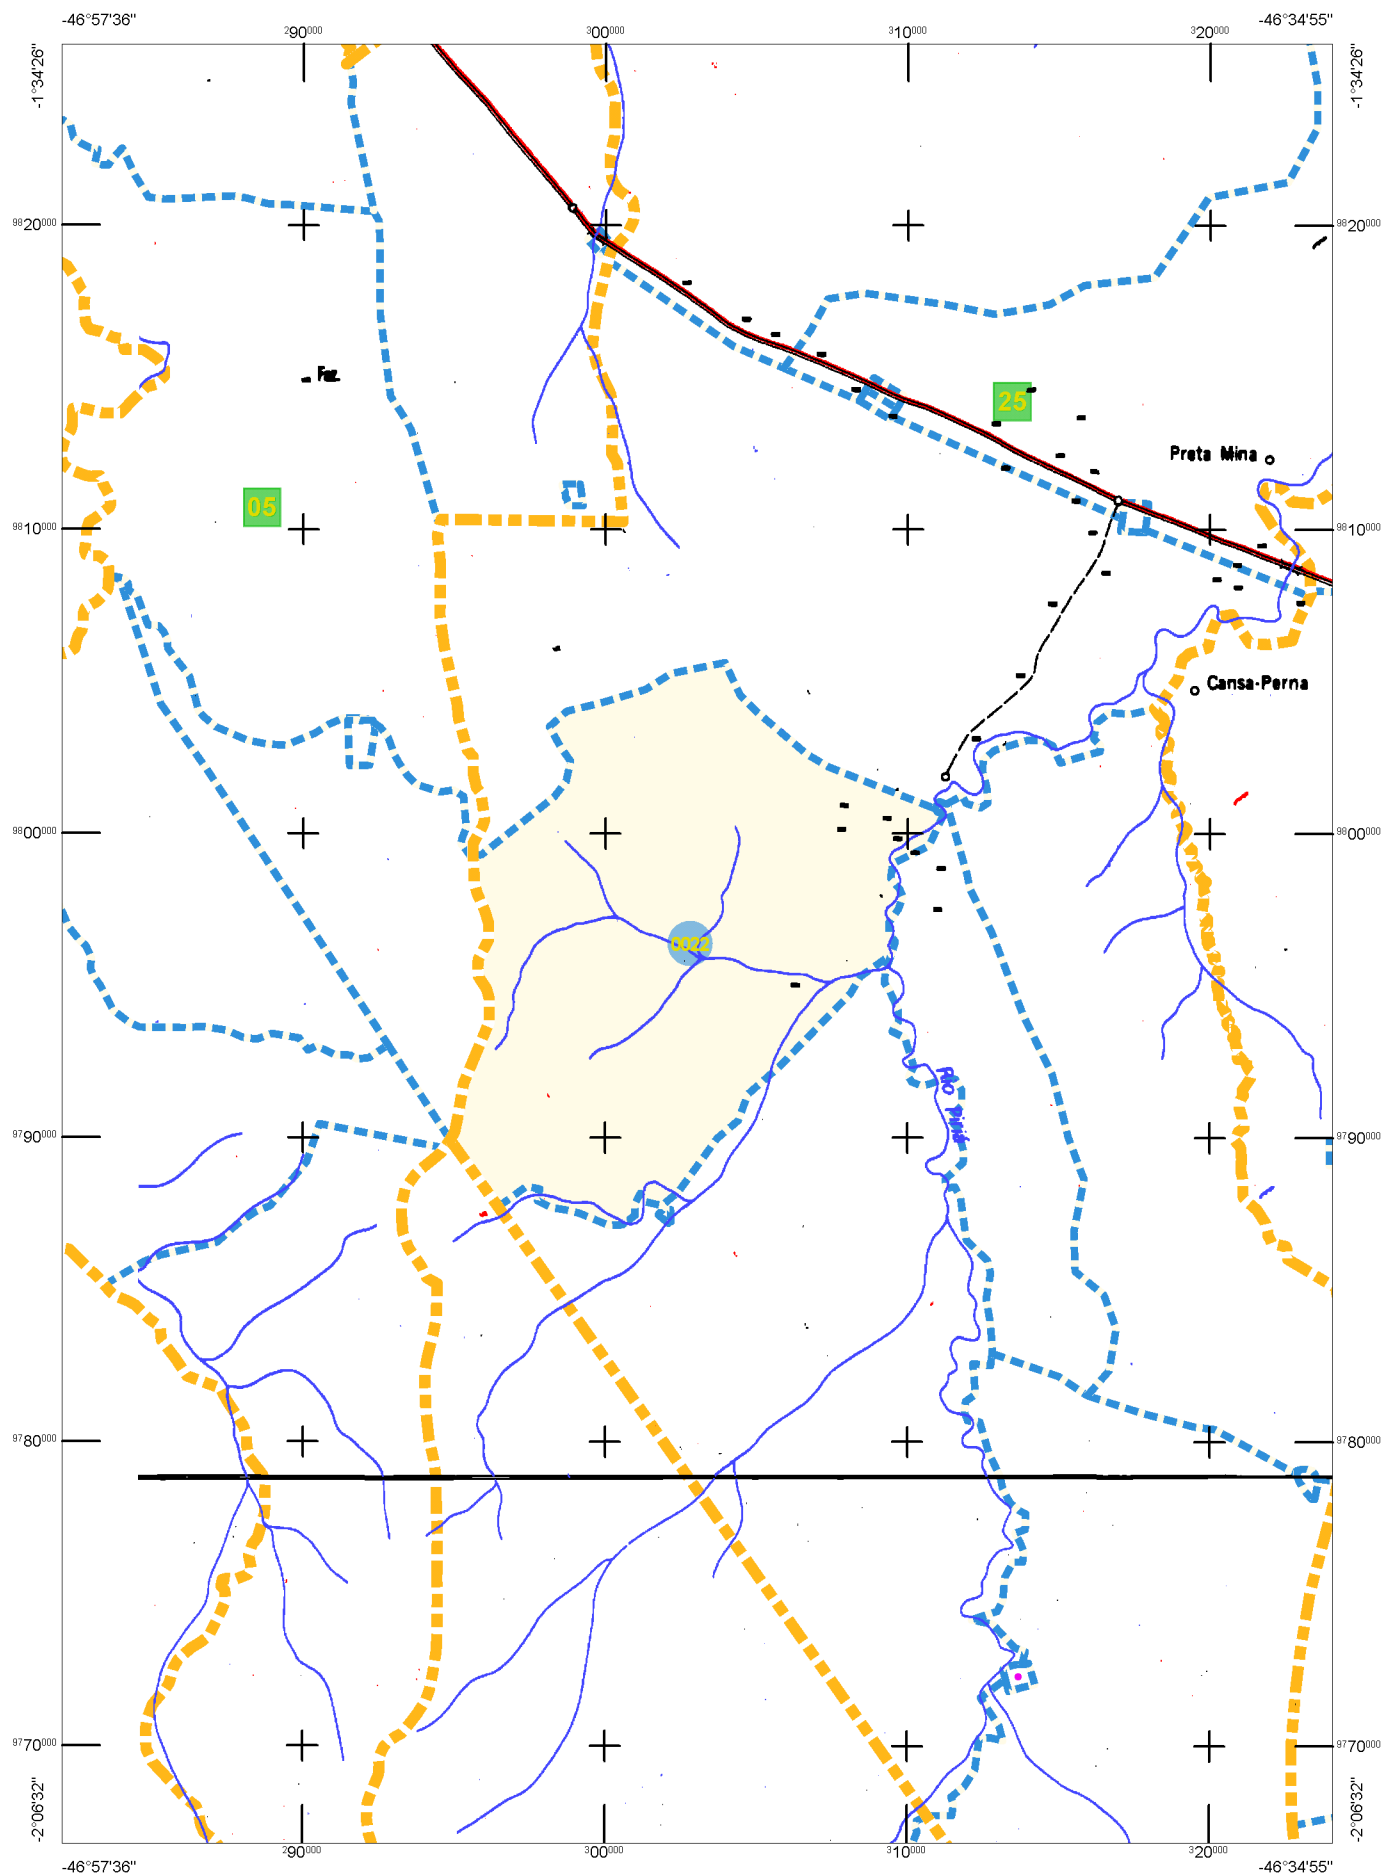 -46°57'36" -46°34'55"
290000 300000 310000 320000
-1°34'26" -1°34'26"
9820000 9820000
Faz.
25
Preta Mina
05
9810000 9810000
Cansa-Perna
9800000 9800000
0022
RIO Piriá
9790000 9790000
9780000 9780000
9770000 9770000
-2°06'32" -2°06'32"
290000 300000 310000 320000
-46°57'36" -46°34'55"